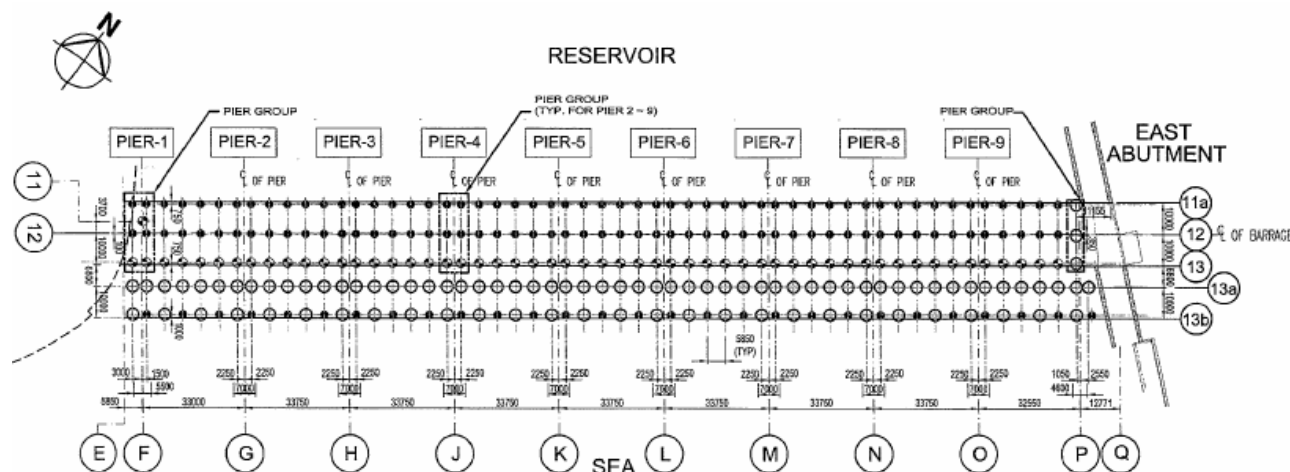 N
RESERVOIR
PIER GROUP
PIER GROUP
(TYP. FOR PIER 2 ~ 9)
PIER GROUP
PIER-1 PIER-2 PIER-3 PIER-4 PIER-5 PIER-6 PIER-7 PIER-8 PIER-9
EAST
ABUTMENT
℄ OF PIER ℄ OF PIER ℄ OF PIER ℄ OF PIER ℄ OF PIER ℄ OF PIER ℄ OF PIER ℄ OF PIER
11
12
3700
750
10000
750
6800
10000
1000
11a
12
℄ OF BARRAGE
13
13a
13b
10000
6800
10000
5850
(TYP)
3000 1500 2250 2250 2250 2250 2250 2250 2250 2250 2250 2250 2250 2250 2250 2250 2250 2250 1050 2550
5500 7000 7000 7000 7000 7000 7000 7000 7000 4600
5850 33000 33750 33750 33750 33750 33750 33750 33750 32550 12771
E F G H J K L M N O P Q
SEA